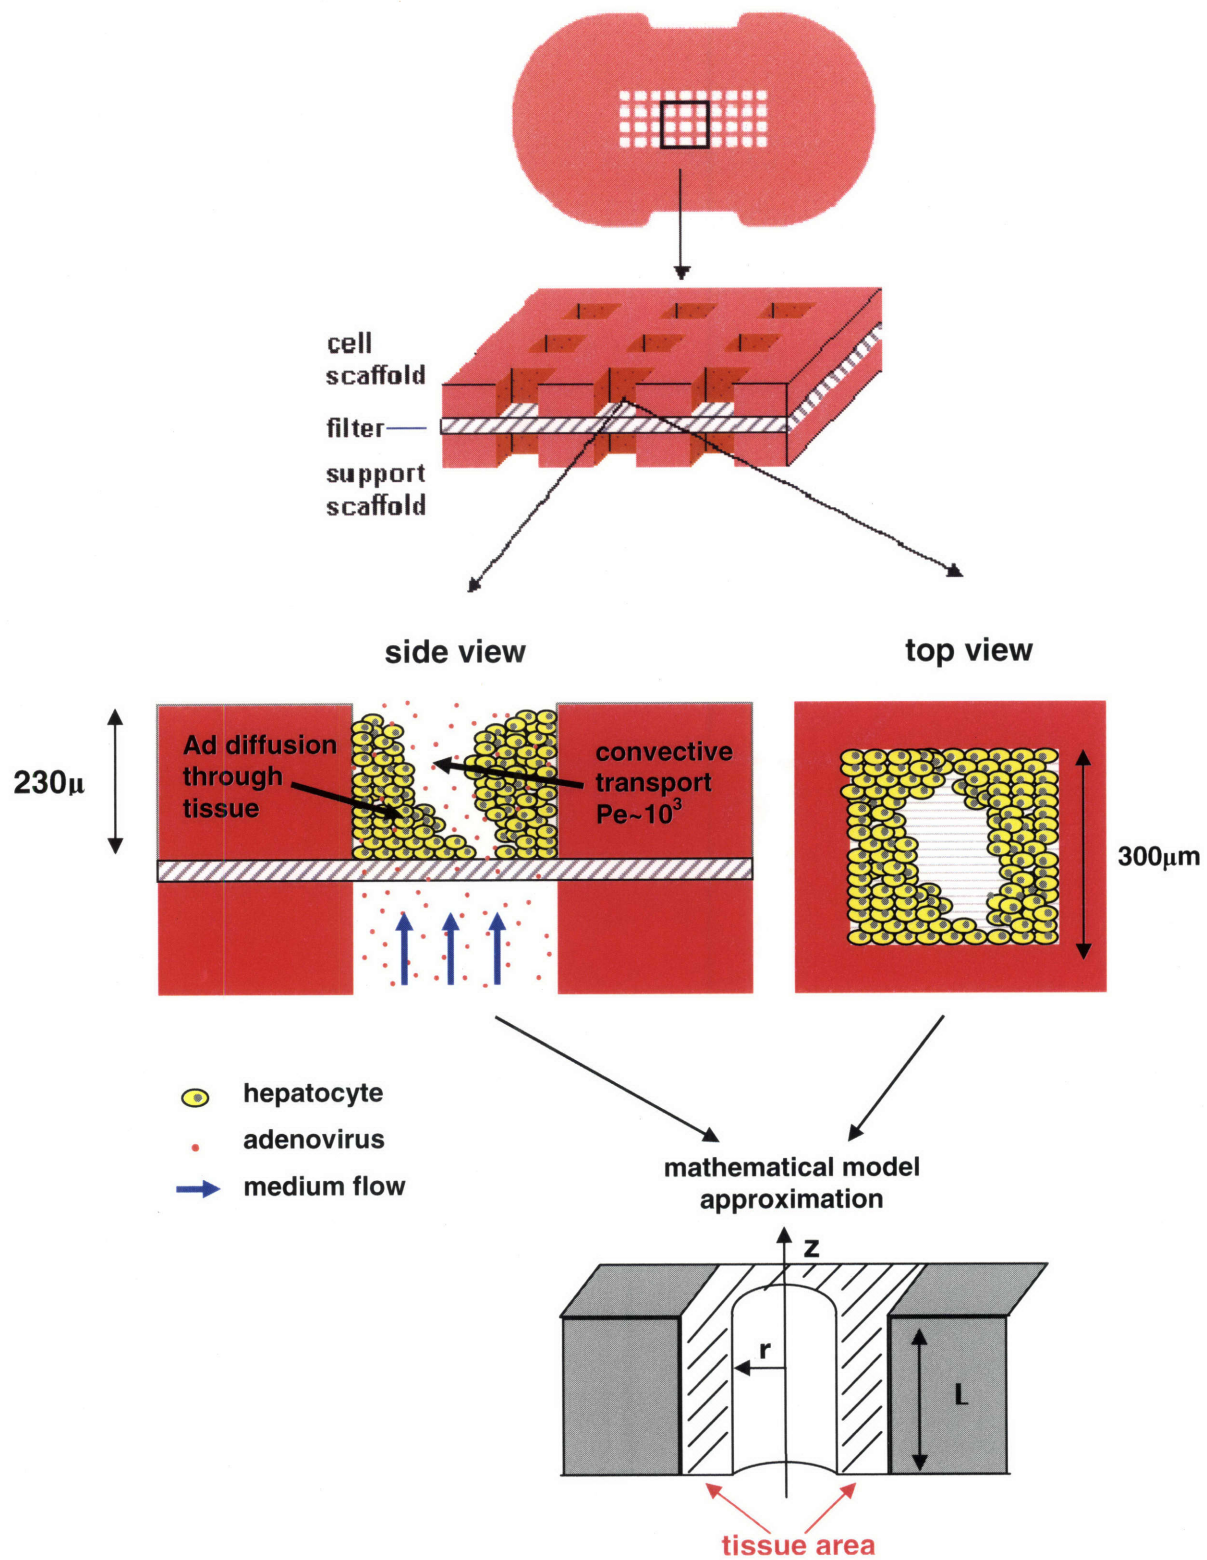 cell
scaffold
filter
support
scaffold
side view
top view
230μ
Ad diffusion
through
tissue
convective
transport
Pe~10³
300μm
hepatocyte
adenovirus
medium flow
mathematical model
approximation
z
r
L
tissue area